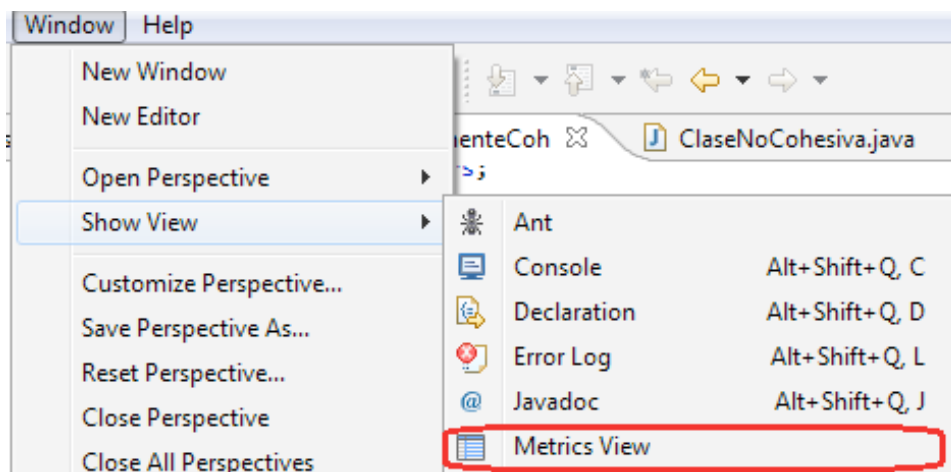 Window Help
New Window
New Editor
enteCoh ClaseNoCohesiva.java
Open Perspective
Show View
Ant
Console Alt+Shift+Q, C
Customize Perspective...
Declaration Alt+Shift+Q, D
Save Perspective As...
Error Log Alt+Shift+Q, L
Reset Perspective...
Javadoc Alt+Shift+Q, J
Close Perspective
Metrics View
Close All Perspectives